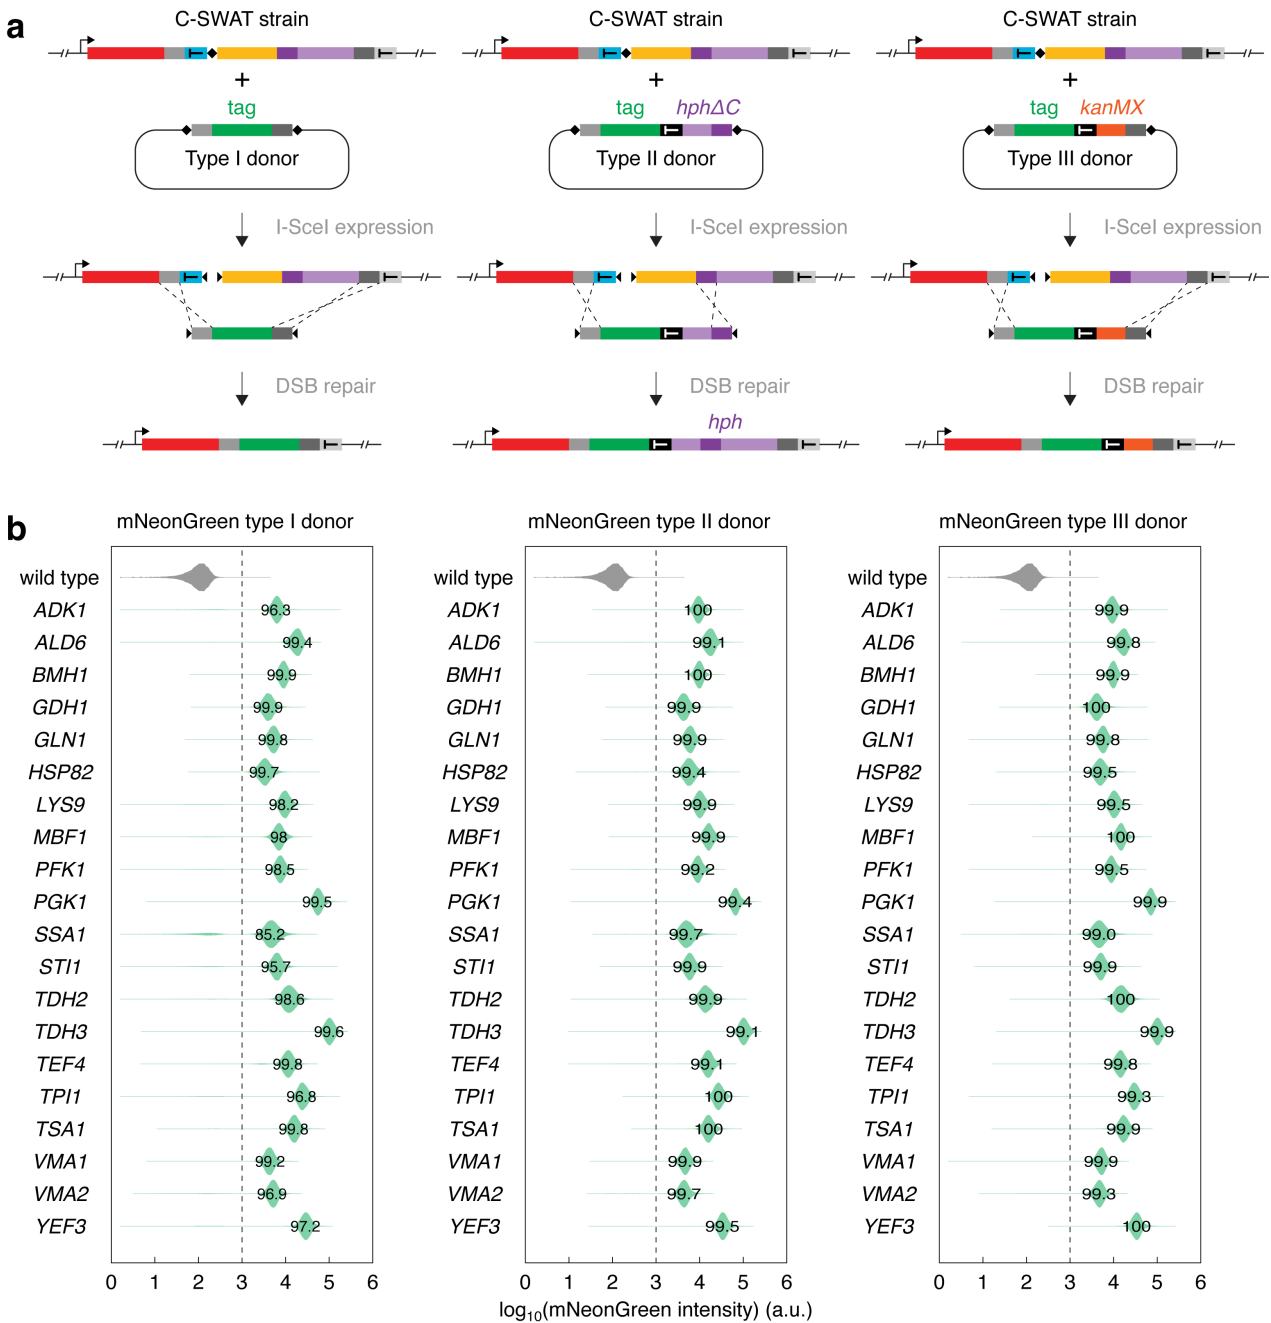 a
C-SWAT strain C-SWAT strain C-SWAT strain
+ + +
tag tag hphΔC tag kanMX
Type I donor Type II donor Type III donor
I-SceI expression I-SceI expression I-SceI expression
DSB repair DSB repair DSB repair
hph
b
mNeonGreen type I donor mNeonGreen type II donor mNeonGreen type III donor
wild type wild type wild type
ADK1 96.3 ADK1 100 ADK1 99.9
ALD6 99.4 ALD6 99.1 ALD6 99.8
BMH1 99.9 BMH1 100 BMH1 99.9
GDH1 99.9 GDH1 99.9 GDH1 100
GLN1 99.8 GLN1 99.9 GLN1 99.8
HSP82 99.7 HSP82 99.4 HSP82 99.5
LYS9 98.2 LYS9 99.9 LYS9 99.5
MBF1 98 MBF1 99.9 MBF1 100
PFK1 98.5 PFK1 99.2 PFK1 99.5
PGK1 99.5 PGK1 99.4 PGK1 99.9
SSA1 85.2 SSA1 99.7 SSA1 99.0
STI1 95.7 STI1 99.9 STI1 99.9
TDH2 98.6 TDH2 99.9 TDH2 100
TDH3 99.6 TDH3 99.1 TDH3 99.9
TEF4 99.8 TEF4 99.1 TEF4 99.8
TPI1 96.8 TPI1 100 TPI1 99.3
TSA1 99.8 TSA1 100 TSA1 99.9
VMA1 99.2 VMA1 99.9 VMA1 99.9
VMA2 96.9 VMA2 99.7 VMA2 99.3
YEF3 97.2 YEF3 99.5 YEF3 100
0 1 2 3 4 5 6 0 1 2 3 4 5 6 0 1 2 3 4 5 6
log10(mNeonGreen intensity) (a.u.)